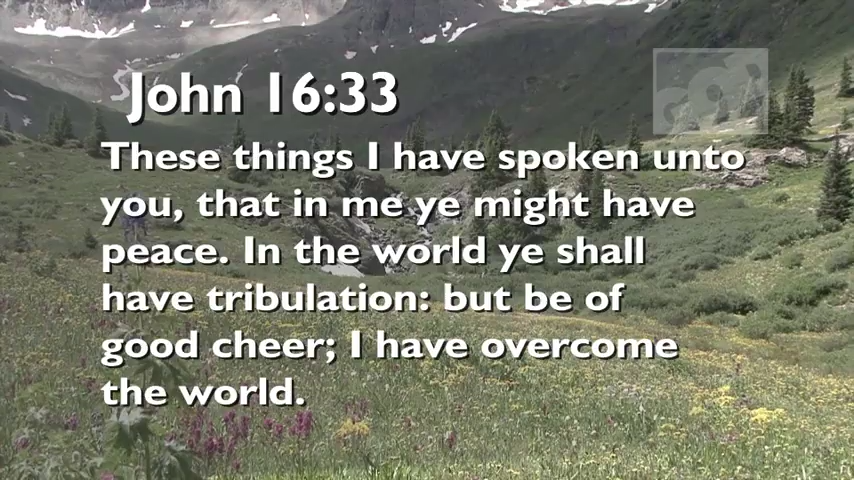 John 16:33
These things I have spoken unto
you, that in me ye might have
peace. In the world ye shall
have tribulation: but be of
good cheer; I have overcome
the world.